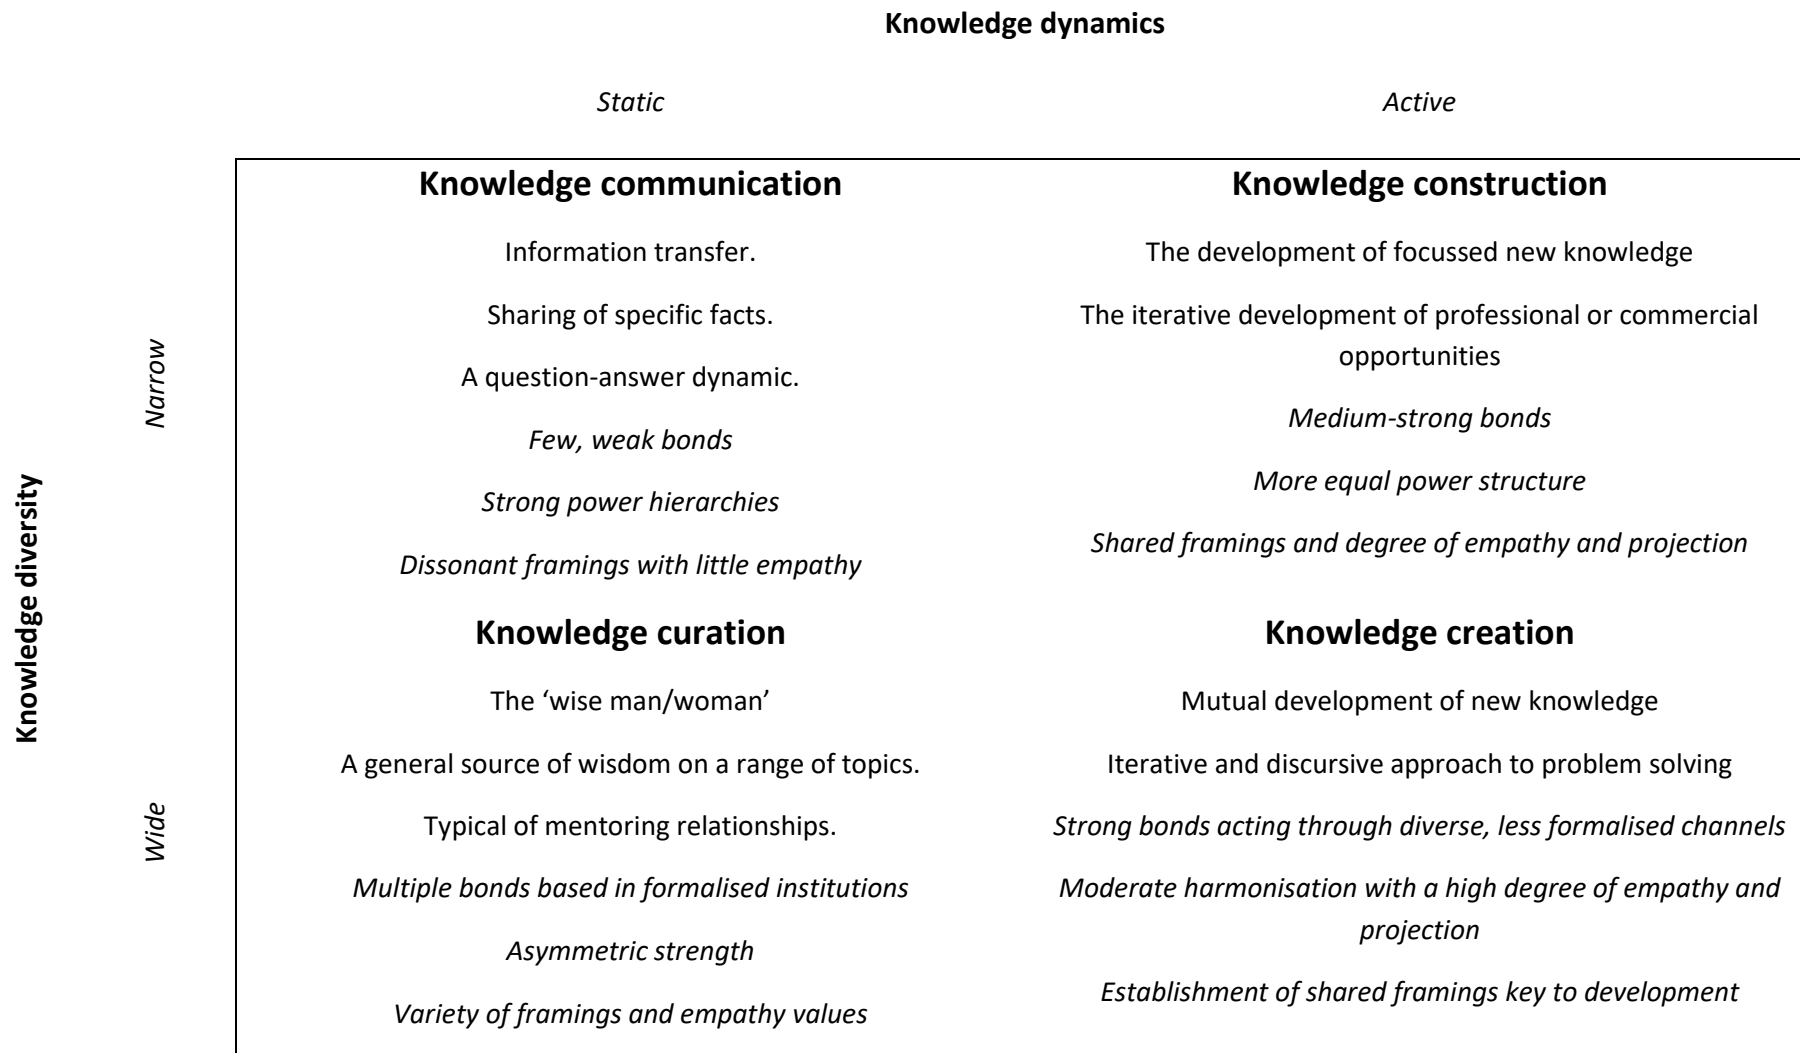 Knowledge dynamics
Static
Active
Knowledge diversity
Narrow
Knowledge communication
Information transfer.
Sharing of specific facts.
A question-answer dynamic.
Few, weak bonds
Strong power hierarchies
Dissonant framings with little empathy
Knowledge construction
The development of focussed new knowledge
The iterative development of professional or commercial
opportunities
Medium-strong bonds
More equal power structure
Shared framings and degree of empathy and projection
Wide
Knowledge curation
The ‘wise man/woman’
A general source of wisdom on a range of topics.
Typical of mentoring relationships.
Multiple bonds based in formalised institutions
Asymmetric strength
Variety of framings and empathy values
Knowledge creation
Mutual development of new knowledge
Iterative and discursive approach to problem solving
Strong bonds acting through diverse, less formalised channels
Moderate harmonisation with a high degree of empathy and
projection
Establishment of shared framings key to development